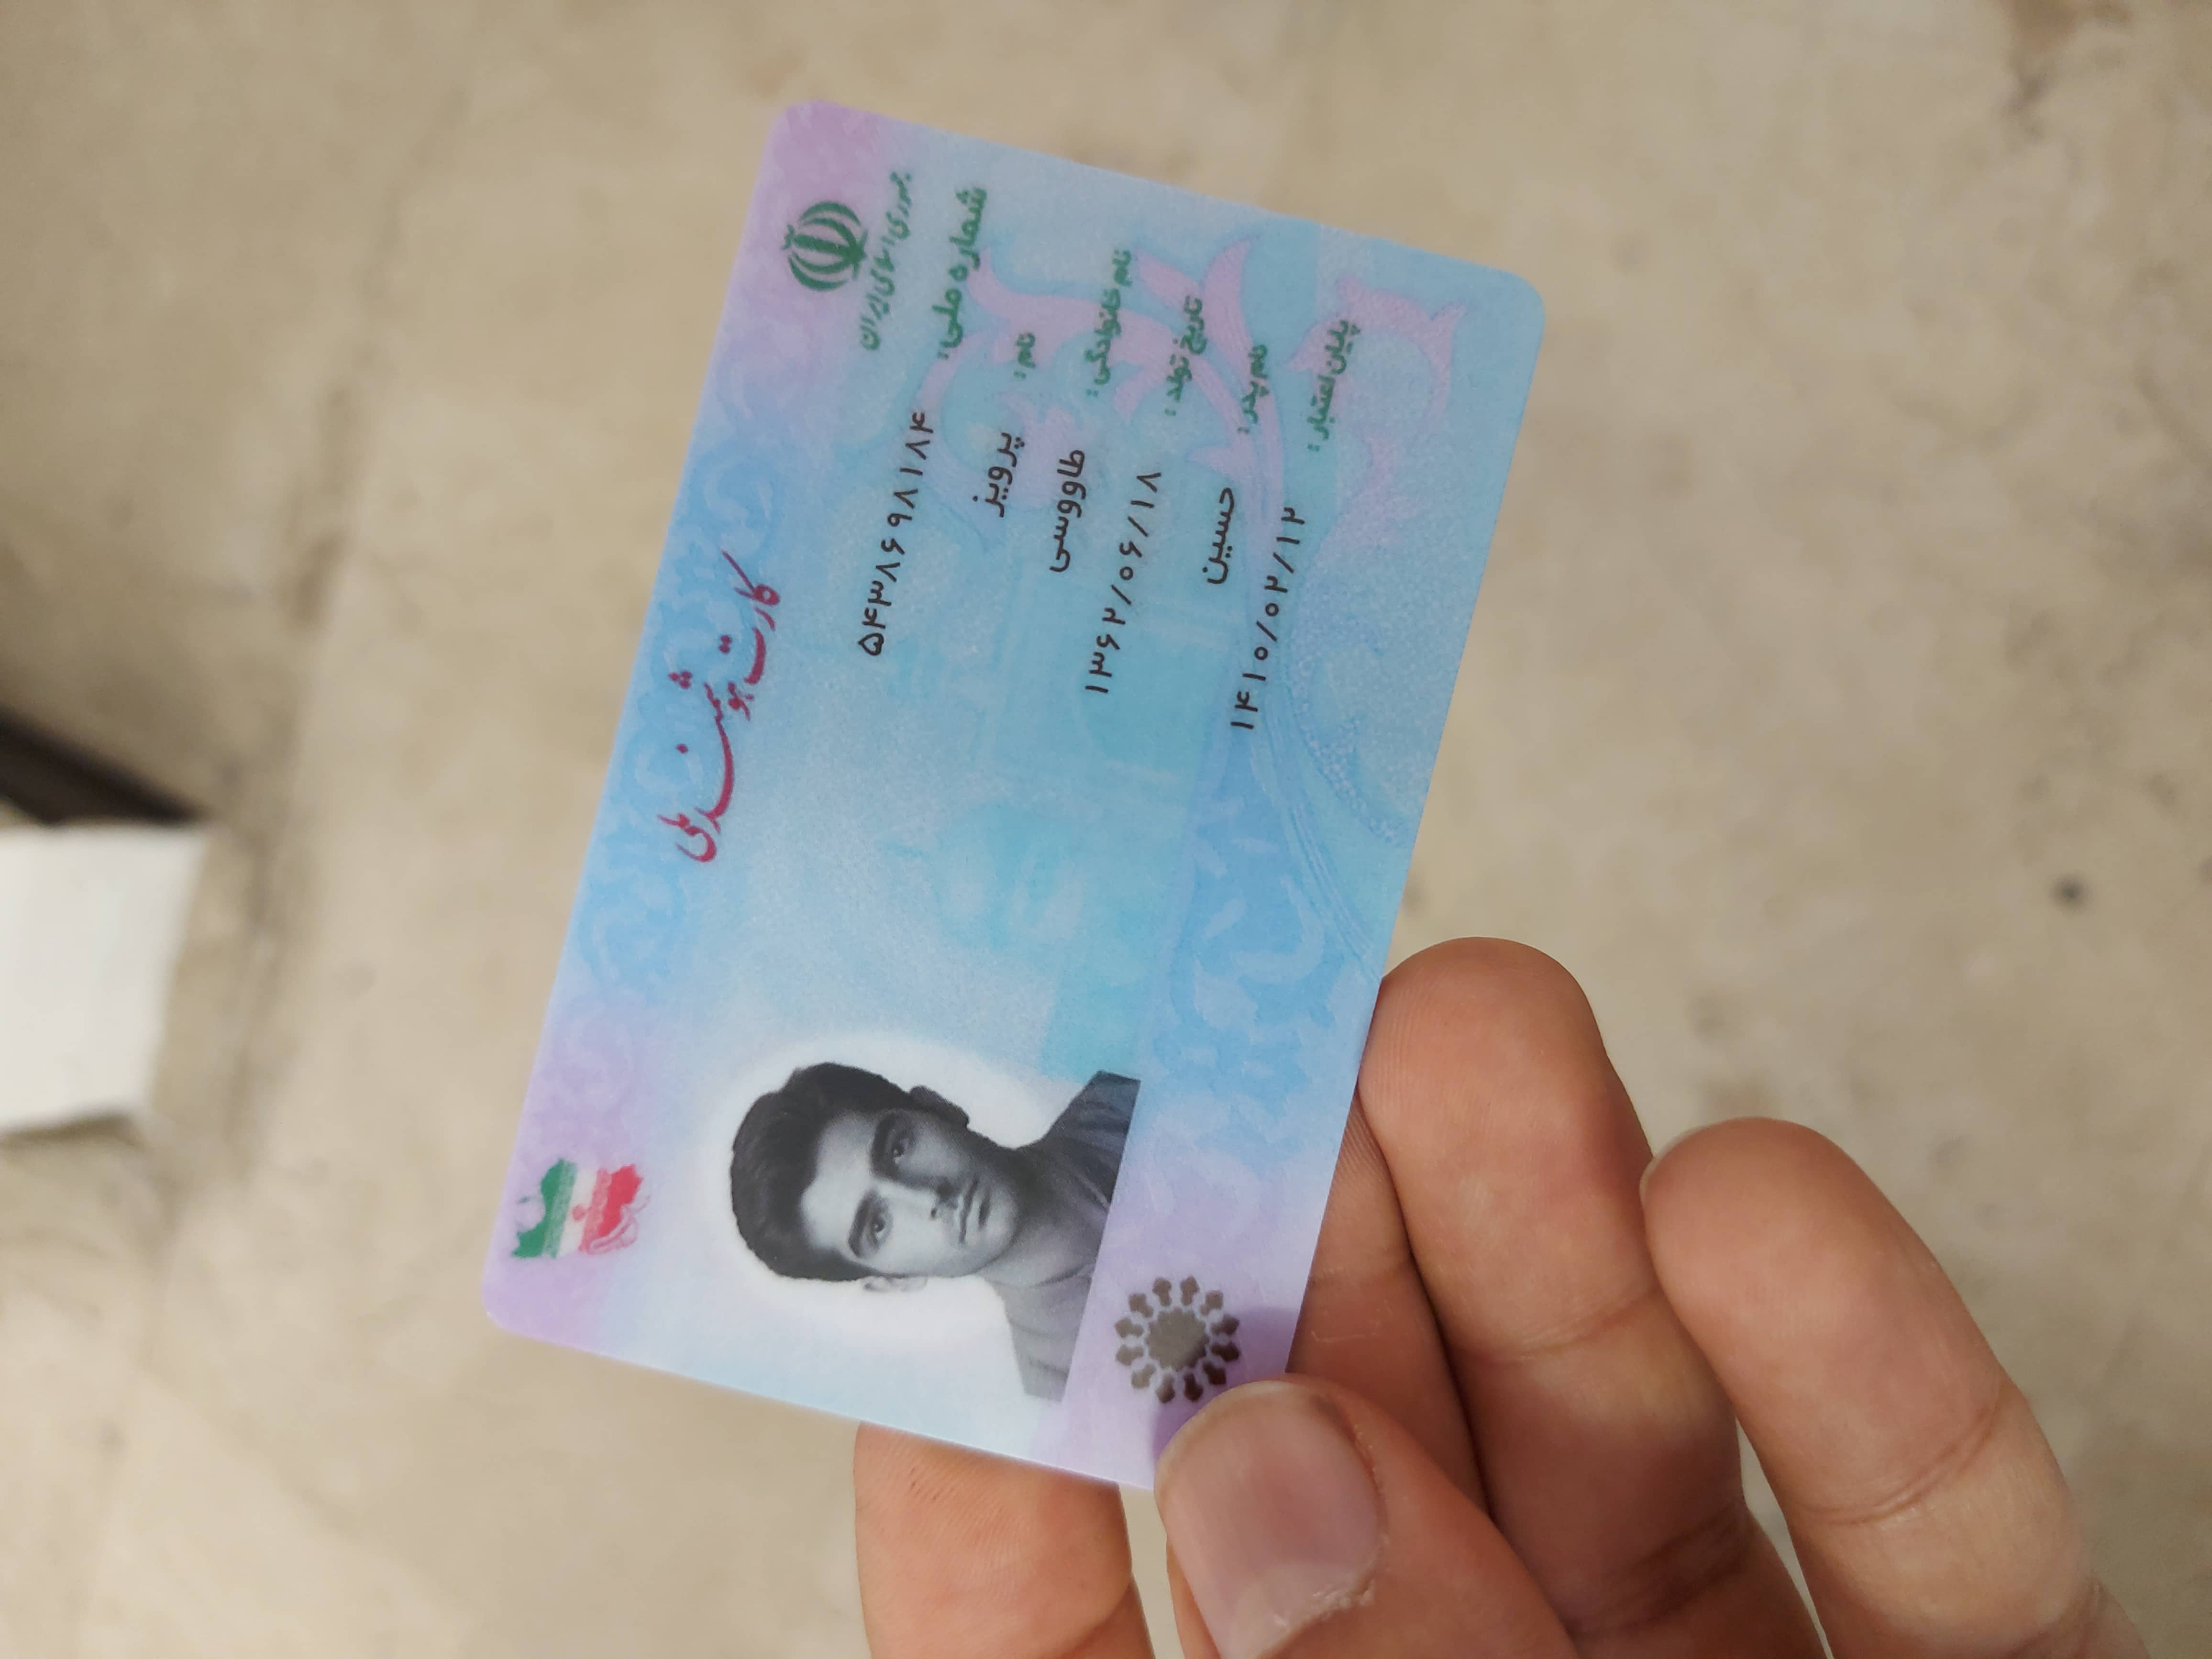 جمهوری اسلامی ایران
کارت هوشمند ملی
شماره ملی: ۵۴۳۸۶۹۸۱۸۴
نام: پرویز
نام خانوادگی: طاووسی
تاریخ تولد: ۱۳۶۲/۰۶/۱۸
نام پدر: حسین
پایان اعتبار: ۱۴۱۰/۰۲/۱۲